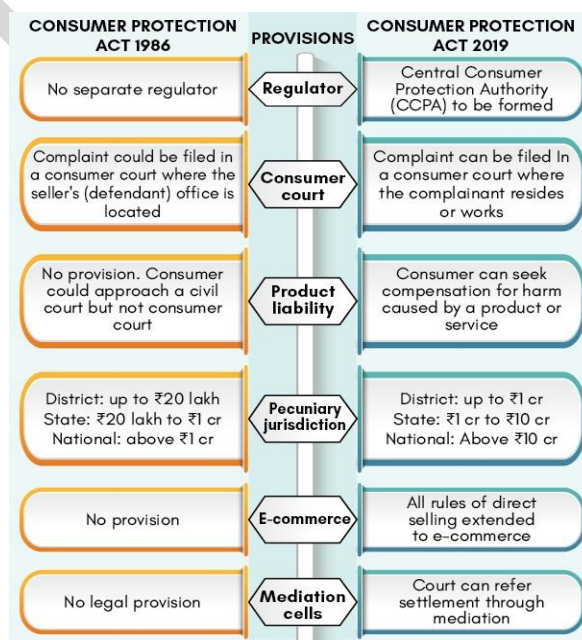 CONSUMER PROTECTION
ACT 1986
PROVISIONS
CONSUMER PROTECTION
ACT 2019
No separate regulator
Regulator
Central Consumer
Protection Authority
(CCPA) to be formed
Complaint could be filed in
a consumer court where the
seller's (defendant) office is
located
Consumer
court
Complaint can be filed In
a consumer court where
the complainant resides
or works
No provision. Consumer
could approach a civil
court but not consumer
court
Product
liability
Consumer can seek
compensation for harm
caused by a product or
service
District: up to ₹20 lakh
State: ₹20 lakh to ₹1 cr
National: above ₹1 cr
Pecuniary
jurisdiction
District: up to ₹1 cr
State: ₹1 cr to ₹10 cr
National: Above ₹10 cr
No provision
E-commerce
All rules of direct
selling extended
to e-commerce
No legal provision
Mediation
cells
Court can refer
settlement through
mediation